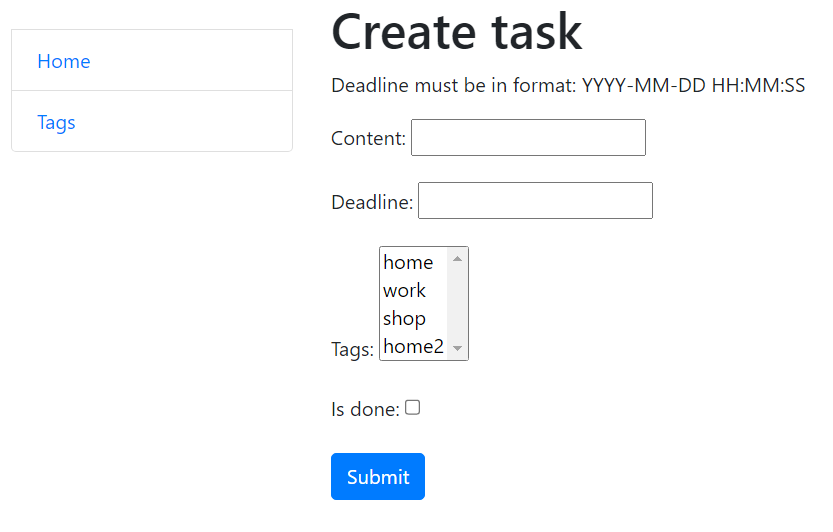 Home
Tags
Create task
Deadline must be in format: YYYY-MM-DD HH:MM:SS
Content:
Deadline:
Tags:
home
work
shop
home2
Is done:
Submit